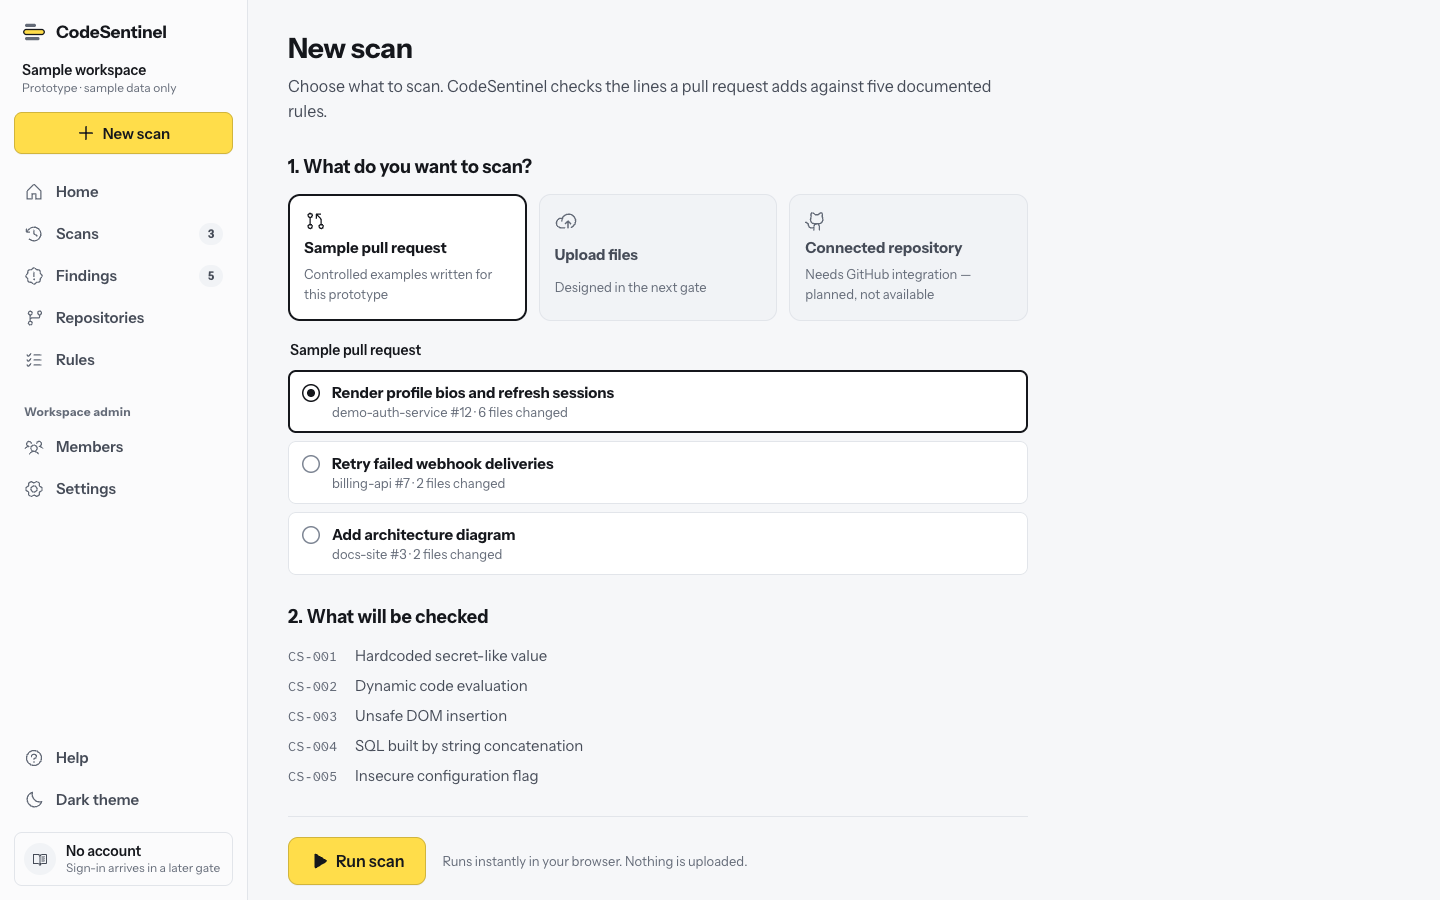 CodeSentinel
Sample workspace
Prototype · sample data only
New scan
Home
Scans 3
Findings 5
Repositories
Rules
Workspace admin
Members
Settings
Help
Dark theme
No account
Sign-in arrives in a later gate
New scan
Choose what to scan. CodeSentinel checks the lines a pull request adds against five documented
rules.
1. What do you want to scan?
Sample pull request
Controlled examples written for
this prototype
Upload files
Designed in the next gate
Connected repository
Needs GitHub integration —
planned, not available
Sample pull request
Render profile bios and refresh sessions
demo-auth-service #12 · 6 files changed
Retry failed webhook deliveries
billing-api #7 · 2 files changed
Add architecture diagram
docs-site #3 · 2 files changed
2. What will be checked
CS-001 Hardcoded secret-like value
CS-002 Dynamic code evaluation
CS-003 Unsafe DOM insertion
CS-004 SQL built by string concatenation
CS-005 Insecure configuration flag
Run scan
Runs instantly in your browser. Nothing is uploaded.